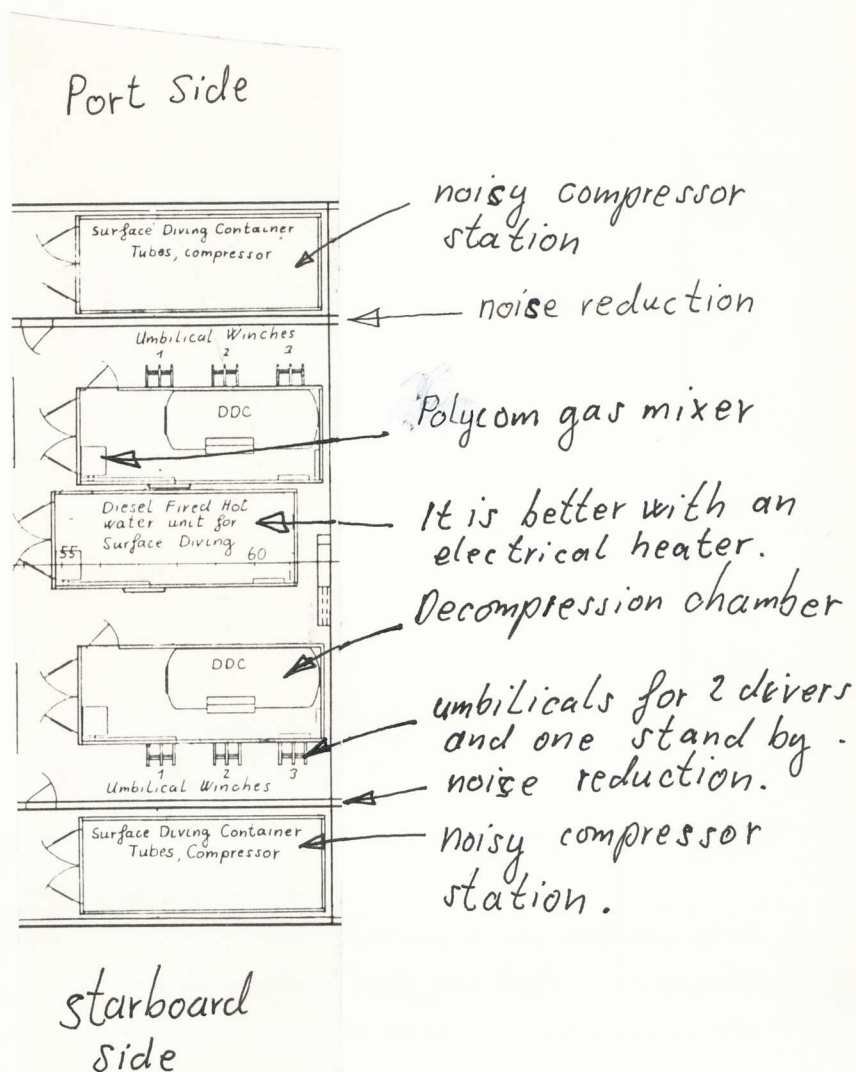 Port Side
Surface Diving Container
Tubes, compressor
noisy compressor
station
noise reduction
Umbilical Winches
1 2 3
DDC
Polycom gas mixer
Diesel Fired Hot
water unit for
Surface Diving
55 60
It is better with an
electrical heater.
Decompression chamber
DDC
umbilicals for 2 divers
and one stand by .
1 2 3
Umbilical Winches
noise reduction.
Surface Diving Container
Tubes, Compressor
noisy compressor
station .
starboard
side